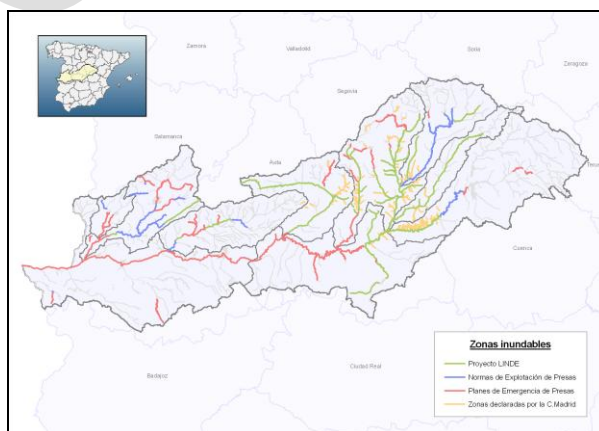 Zamora
Valladolid
Soria
Zaragoza
Segovia
Salamanca
Avila
Teruel
Cuenca
Ciudad Real
Badajoz
Zonas inundables
Proyecto LINDE
Normas de Explotación de Presas
Planes de Emergencia de Presas
Zonas declaradas por la C.Madrid